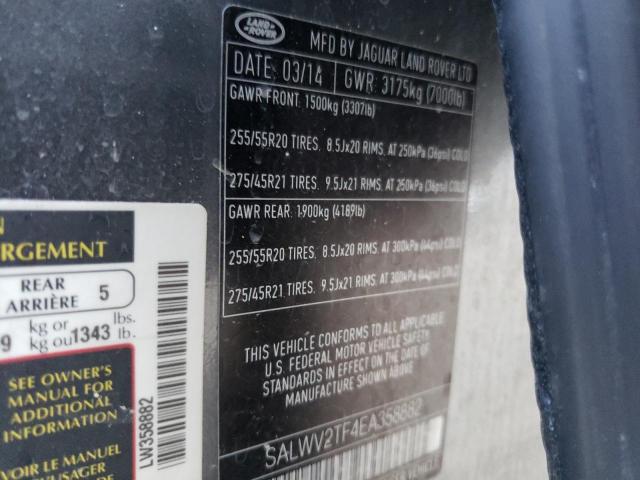 LAND
ROVER
MFD BY JAGUAR LAND ROVER LTD
DATE: 03/14 GWR: 3175kg (7000lb)
GAWR FRONT: 1500kg (3307lb)
255/55R20 TIRES. 8.5Jx20 RIMS. AT 250kPa (36psi) COLD
275/45R21 TIRES. 9.5Jx21 RIMS. AT 250kPa (36psi) COLD
GAWR REAR: 1900kg (4189lb)
255/55R20 TIRES. 8.5Jx20 RIMS. AT 300kPa (44psi) COLD
275/45R21 TIRES. 9.5Jx21 RIMS. AT 300kPa (44psi) COLD
THIS VEHICLE CONFORMS TO ALL APPLICABLE
U.S. FEDERAL MOTOR VEHICLE SAFETY
STANDARDS IN EFFECT ON THE DATE OF
MANUFACTURE SHOWN ABOVE
SALWV2TF4EA358882
VEHICLE
N
RGEMENT
REAR
ARRIÈRE 5
9 kg or kg ou 1343 lbs. lb.
SEE OWNER'S
MANUAL FOR
ADDITIONAL
INFORMATION
LW358882